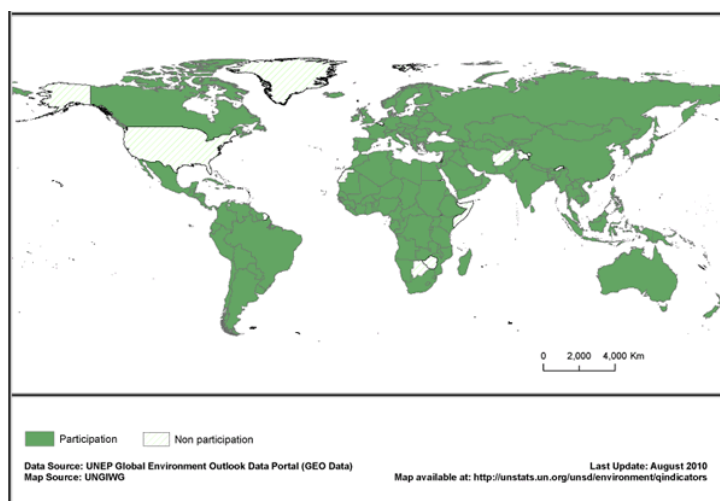 0 2,000 4,000 Km
Participation Non participation
Data Source: UNEP Global Environment Outlook Data Portal (GEO Data) Last Update: August 2010
Map Source: UNGIWG Map available at: http://unstats.un.org/unsd/environment/qindicators